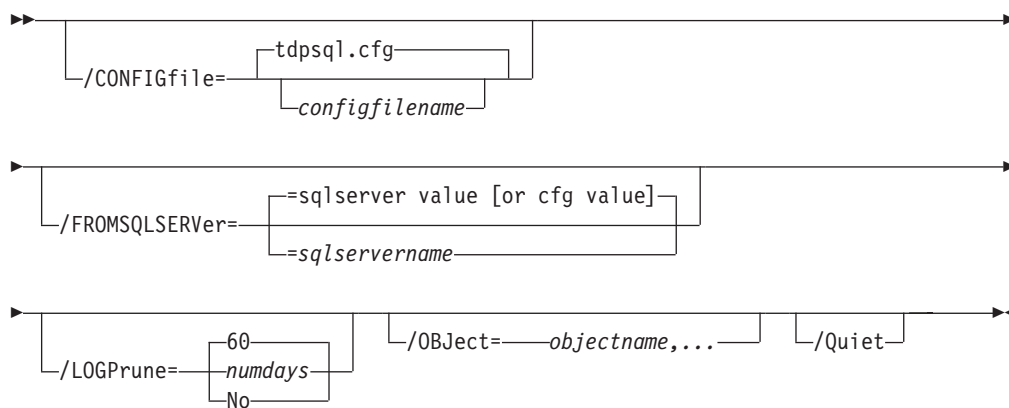 tdpsql.cfg
/CONFIGfile=
configfilename
=sqlserver value [or cfg value]
/FROMSQLSERVer=
=sqlservername
60
/LOGPrune=
numdays
No
/OBJect= objectname,...
/Quiet